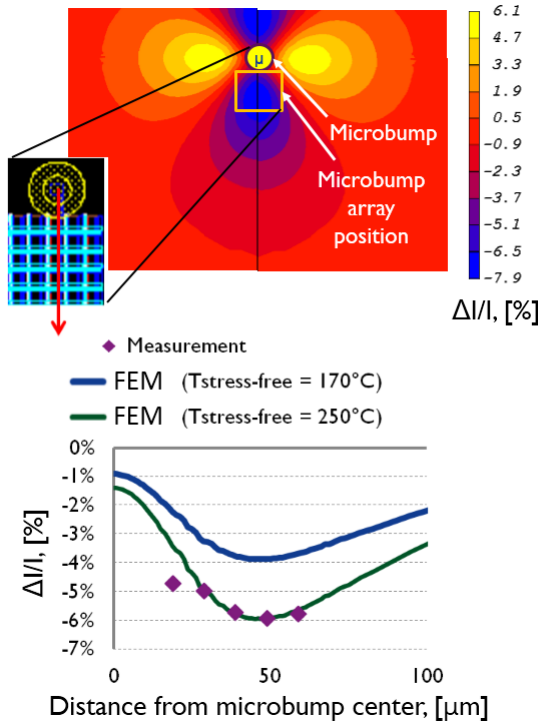 6.1
4.7
3.3
1.9
0.5
-0.9
-2.3
-3.7
-5.1
-6.5
-7.9
ΔI/I, [%]
μ
Microbump
Microbump
array
position
Measurement
FEM (Tstress-free = 170°C)
FEM (Tstress-free = 250°C)
0%
-1%
-2%
-3%
-4%
-5%
-6%
-7%
ΔI/I, [%]
0
50
100
Distance from microbump center, [μm]